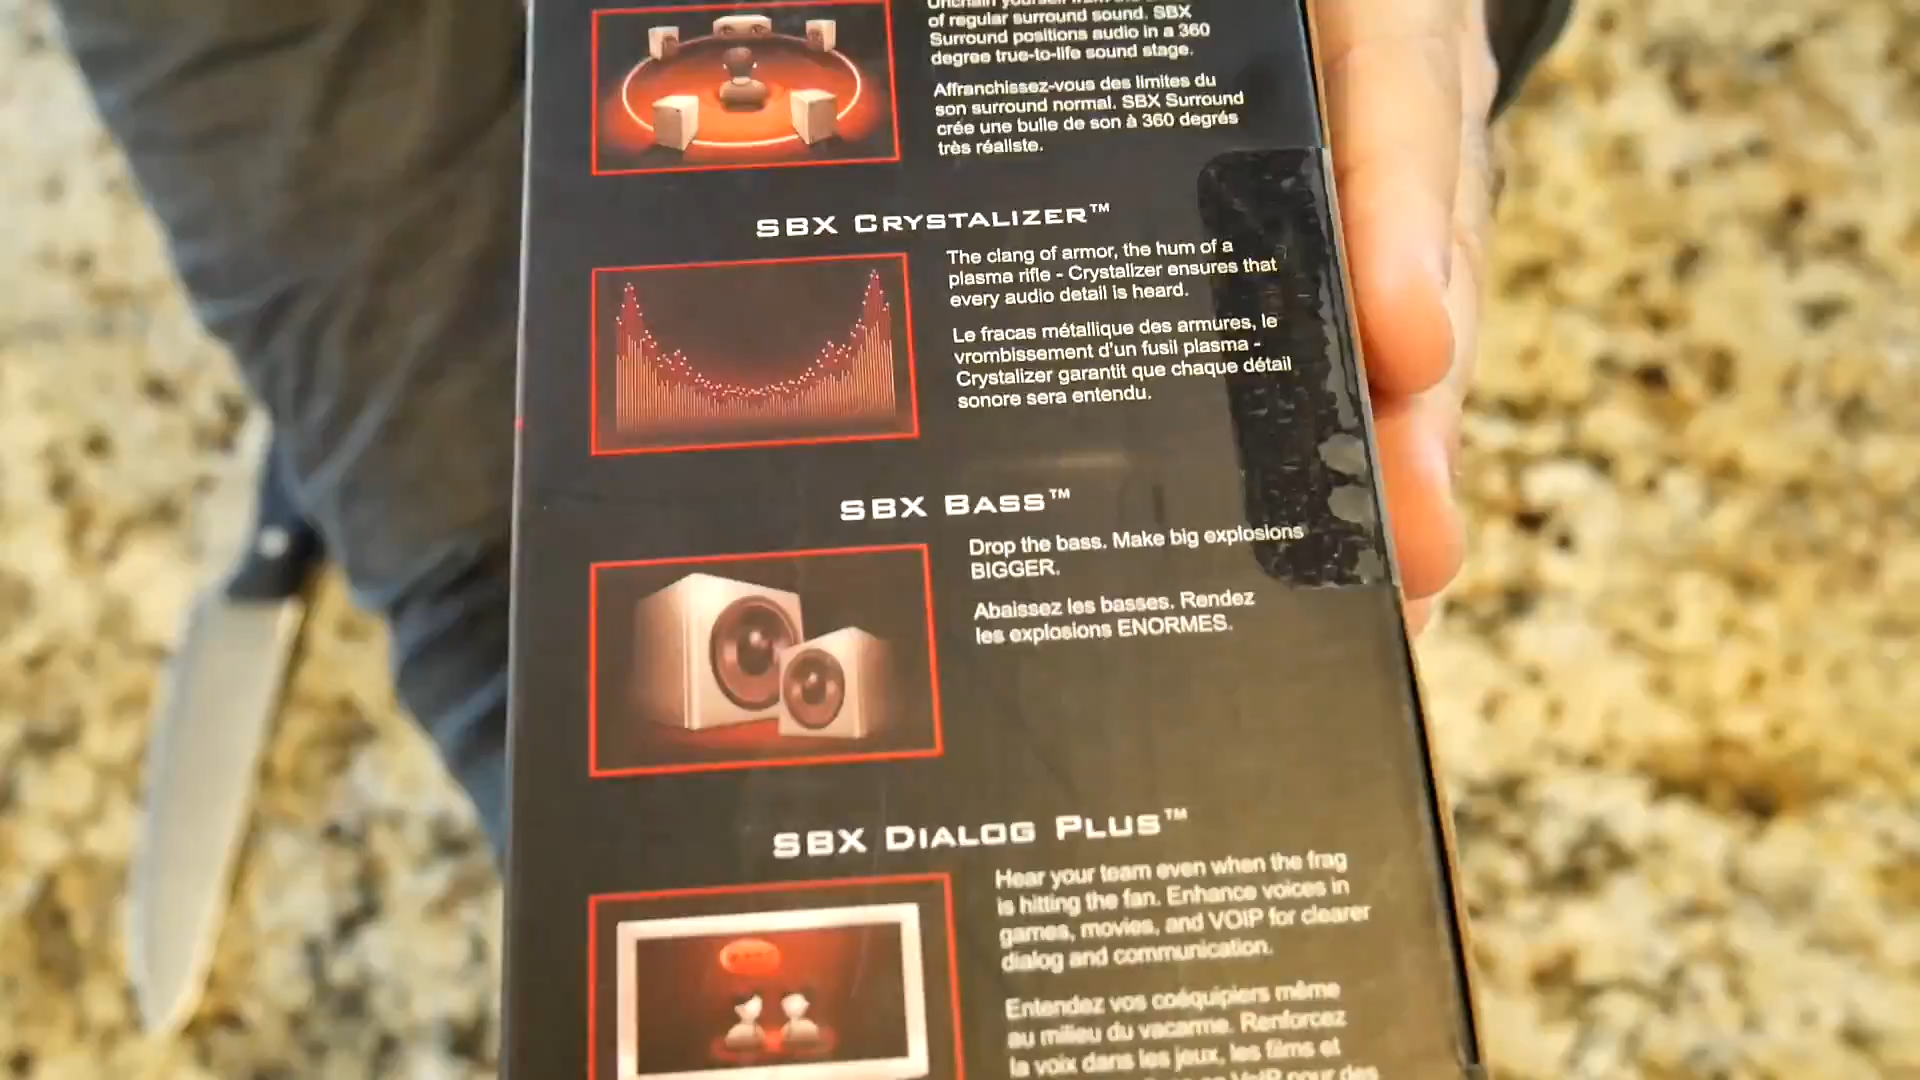 of regular surround sound. SBX
Surround positions audio in a 360
degree true-to-life sound stage.
Affranchissez-vous des limites du
son surround normal. SBX Surround
crée une bulle de son à 360 degrés
très réaliste.
SBX CRYSTALIZER™
The clang of armor, the hum of a
plasma rifle - Crystalizer ensures that
every audio detail is heard.
Le fracas métallique des armures, le
vrombissement d'un fusil plasma -
Crystalizer garantit que chaque détail
sonore sera entendu.
SBX BASS™
Drop the bass. Make big explosions
BIGGER.
Abaissez les basses. Rendez
les explosions ENORMES.
SBX DIALOG PLUS™
Hear your team even when the frag
is hitting the fan. Enhance voices in
games, movies, and VOIP for clearer
dialog and communication.
Entendez vos coéquipiers même
au milieu du vacarme. Renforcez
la voix dans les jeux, les films et
VoIP pour des